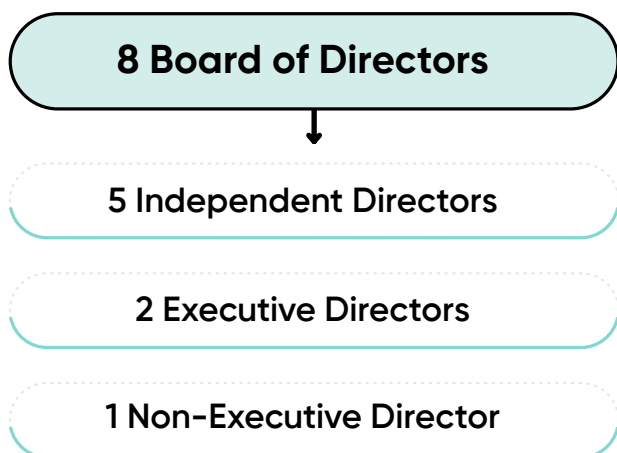 8 Board of Directors
5 Independent Directors
2 Executive Directors
1 Non-Executive Director